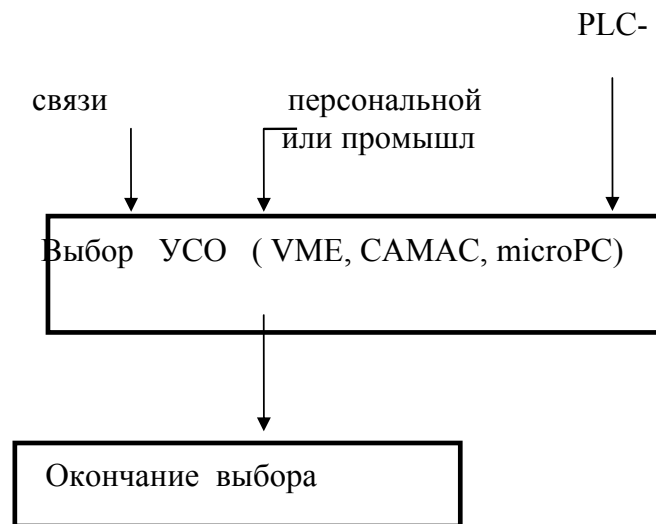 PLC-
связи персональной
или промышл
Выбор УСО ( VME, CAMAC, microPC)
Окончание выбора